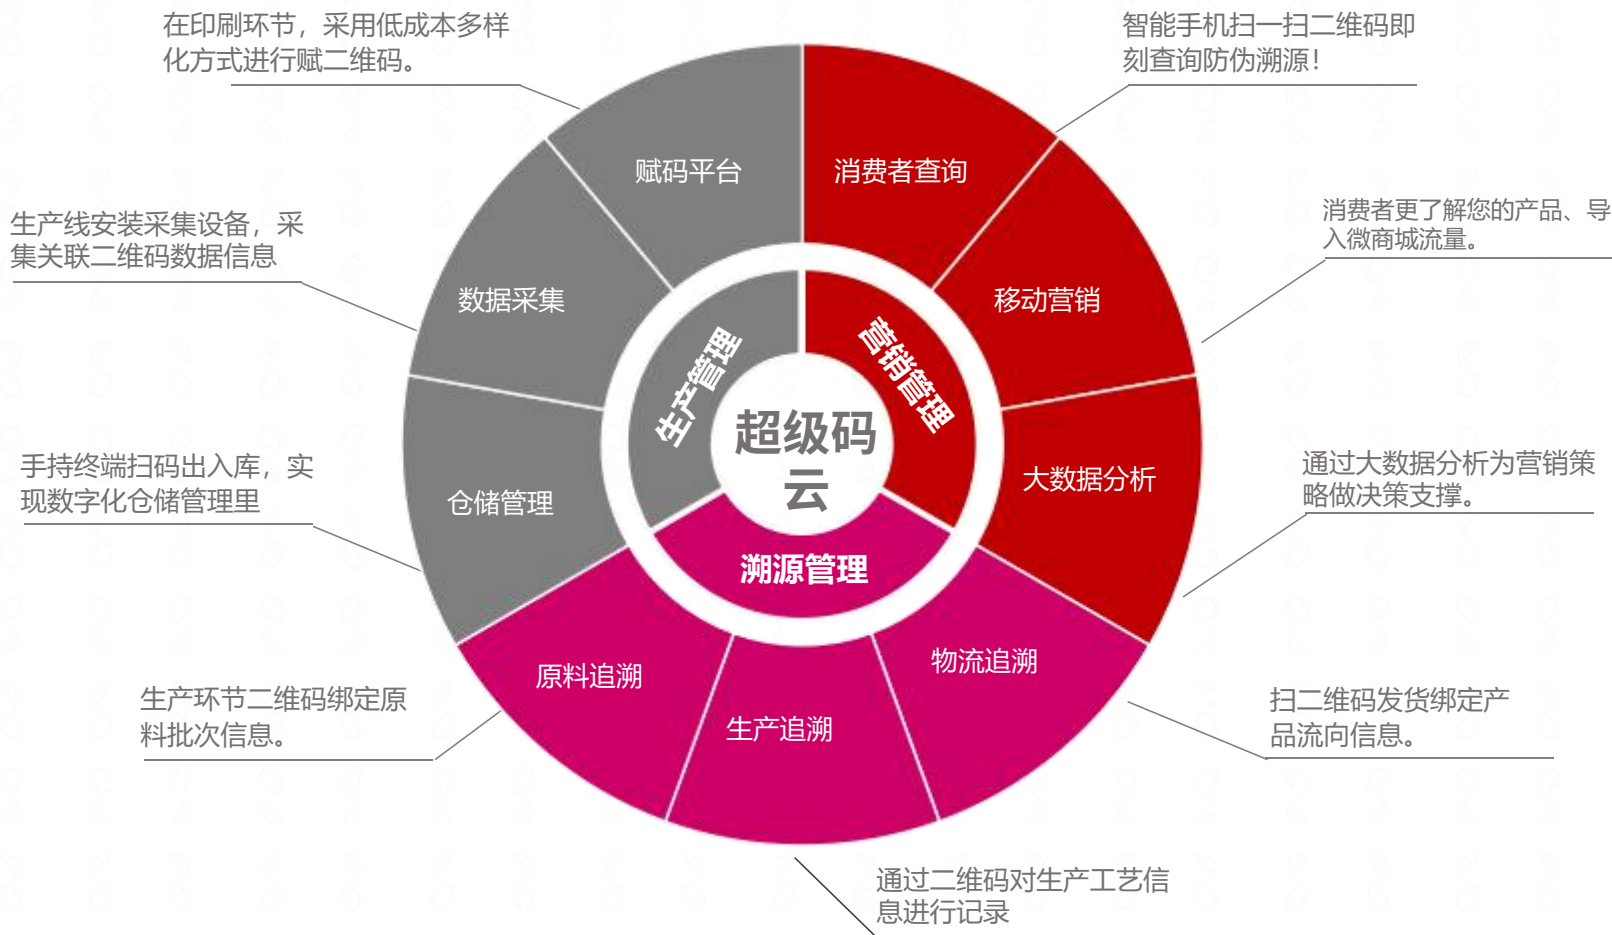 在印刷环节，采用低成本多样
化方式进行赋二维码。
智能手机扫一扫二维码即
刻查询防伪溯源！
赋码平台
消费者查询
生产线安装采集设备，采
集关联二维码数据信息
消费者更了解您的产品、导
入微商城流量。
数据采集
移动营销
生产管理
营销管理
超级码
云
手持终端扫码出入库，实
现数字化仓储管理里
仓储管理
大数据分析
通过大数据分析为营销策
略做决策支撑。
溯源管理
原料追溯
生产追溯
物流追溯
生产环节二维码绑定原
料批次信息。
扫二维码发货绑定产
品流向信息。
通过二维码对生产工艺信
息进行记录